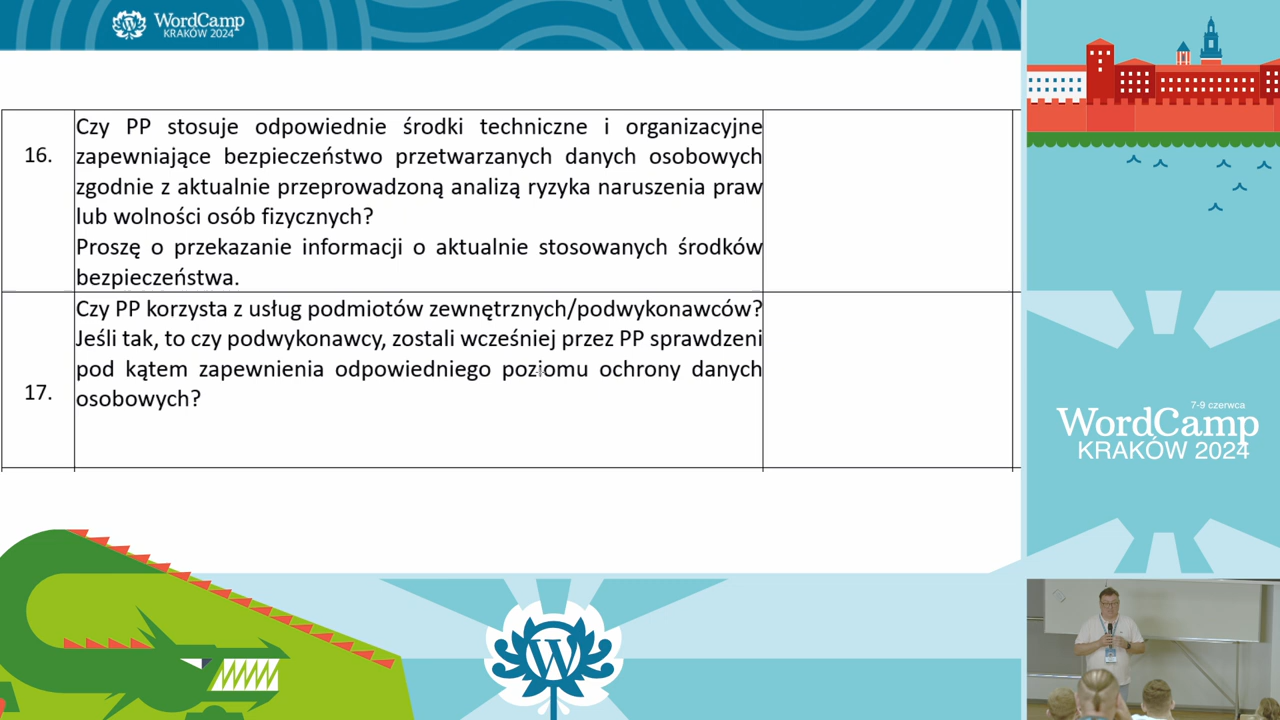 WordCamp
KRAKÓW 2024
16.
Czy PP stosuje odpowiednie środki techniczne i organizacyjne
zapewniające bezpieczeństwo przetwarzanych danych osobowych
zgodnie z aktualnie przeprowadzoną analizą ryzyka naruszenia praw
lub wolności osób fizycznych?
Proszę o przekazanie informacji o aktualnie stosowanych środków
bezpieczeństwa.
17.
Czy PP korzysta z usług podmiotów zewnętrznych/podwykonawców?
Jeśli tak, to czy podwykonawcy, zostali wcześniej przez PP sprawdzeni
pod kątem zapewnienia odpowiedniego poziomu ochrony danych
osobowych?
7-9 czerwca
WordCamp
KRAKÓW 2024
W